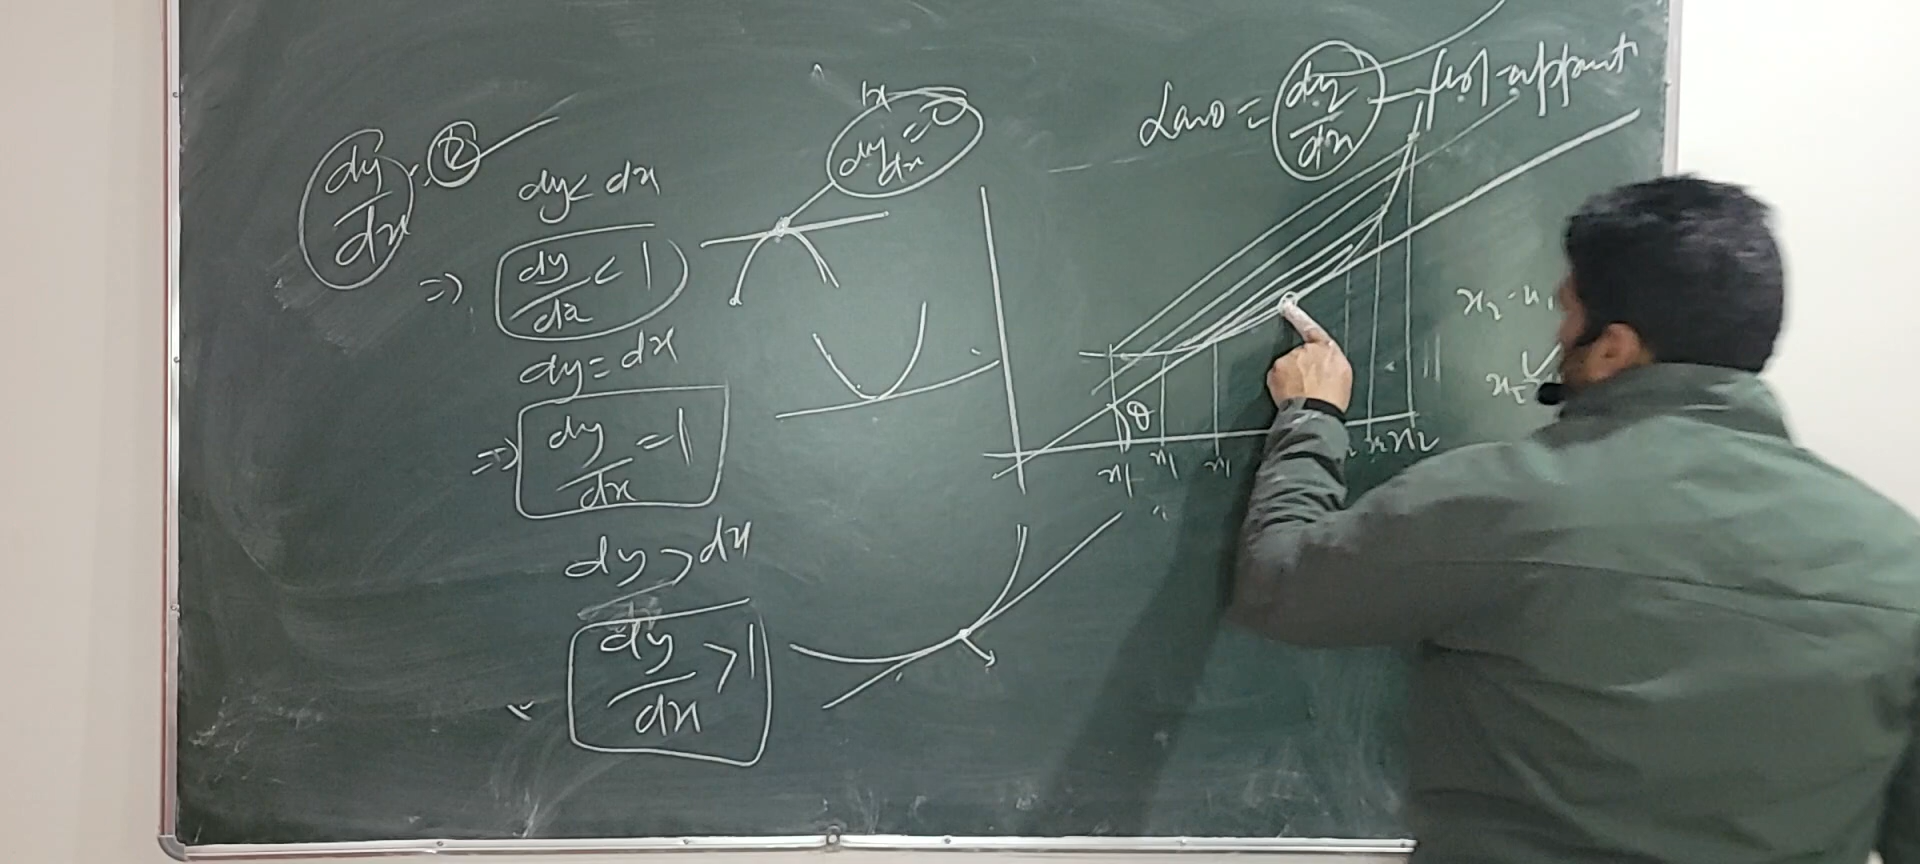 dy/dx
dy < dx
⇒ dy/dx < 1
dy = dx
⇒ dy/dx = 1
dy > dx
dy/dx > 1
dy/dx = 0
tanθ = dy/dx
θ
x1 x1 x1 x2 x2
x2 - x1